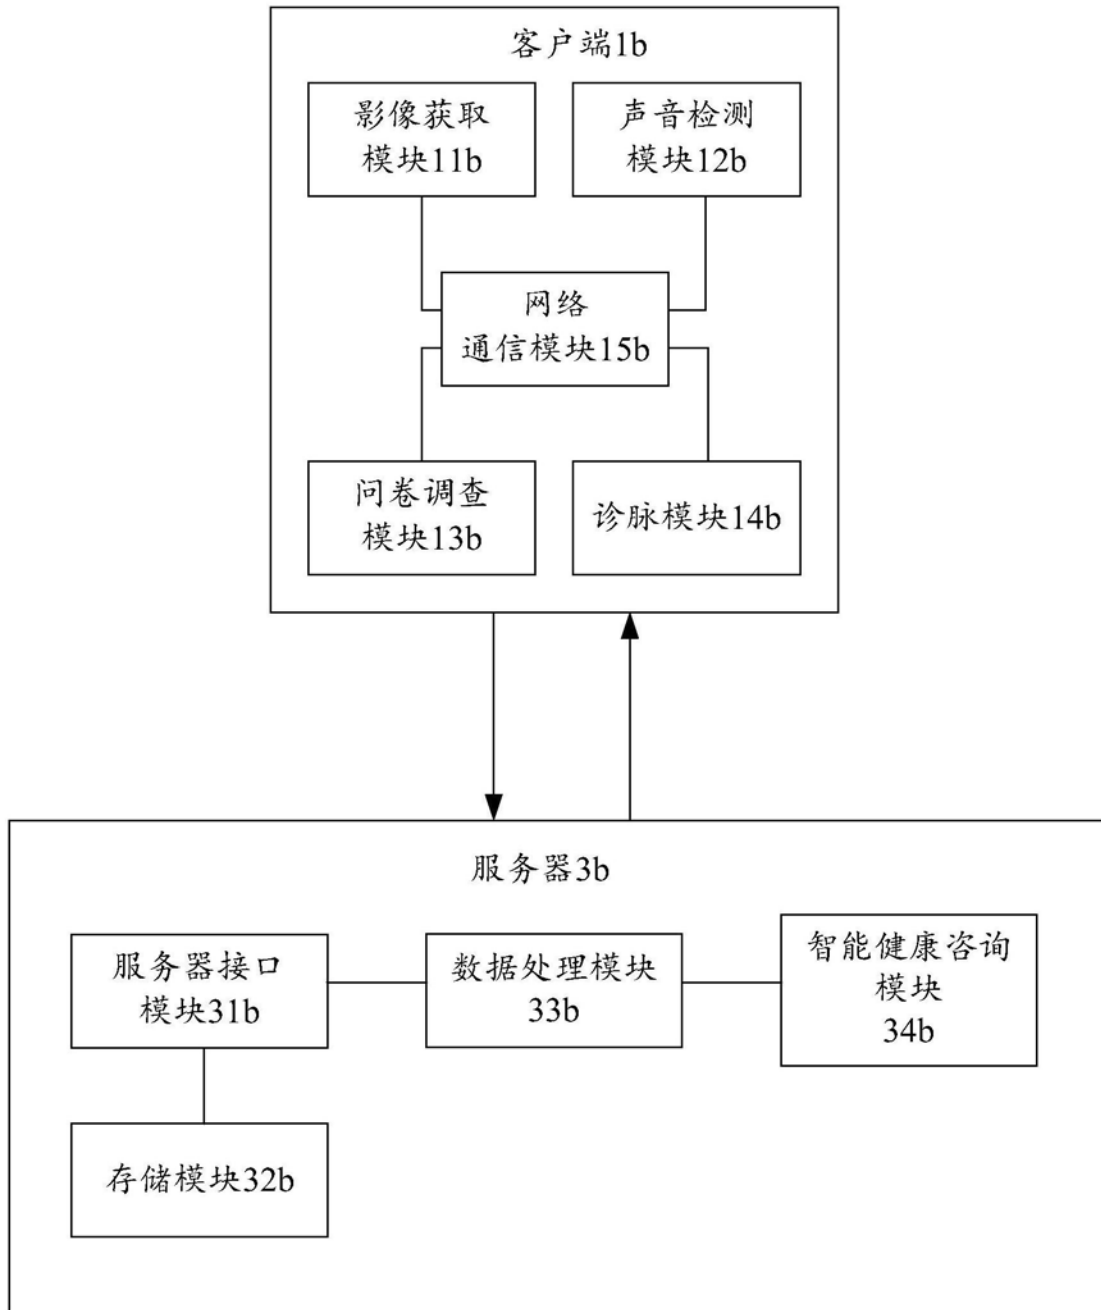 客户端1b
影像获取
模块11b
声音检测
模块12b
网络
通信模块15b
问卷调查
模块13b
诊脉模块14b
服务器3b
服务器接口
模块31b
数据处理模块
33b
智能健康咨询
模块
34b
存储模块32b